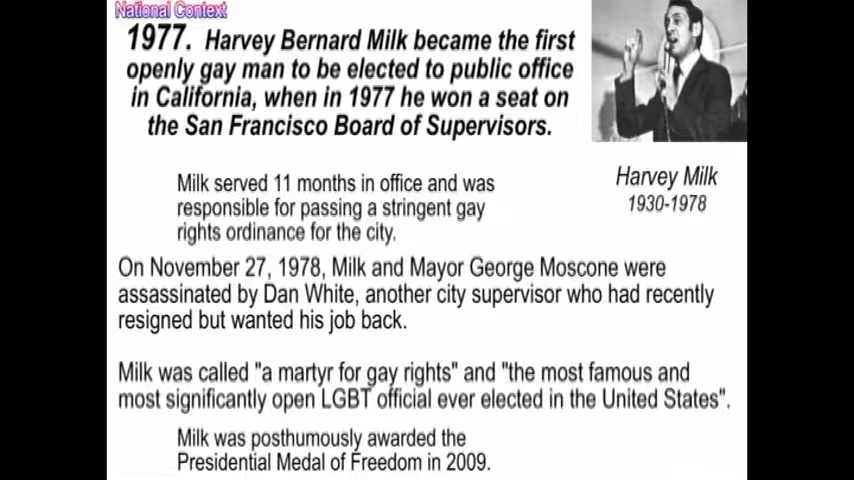 National Context
1977. Harvey Bernard Milk became the first
openly gay man to be elected to public office
in California, when in 1977 he won a seat on
the San Francisco Board of Supervisors.
Milk served 11 months in office and was
responsible for passing a stringent gay
rights ordinance for the city.
Harvey Milk
1930-1978
On November 27, 1978, Milk and Mayor George Moscone were
assassinated by Dan White, another city supervisor who had recently
resigned but wanted his job back.
Milk was called "a martyr for gay rights" and "the most famous and
most significantly open LGBT official ever elected in the United States".
Milk was posthumously awarded the
Presidential Medal of Freedom in 2009.